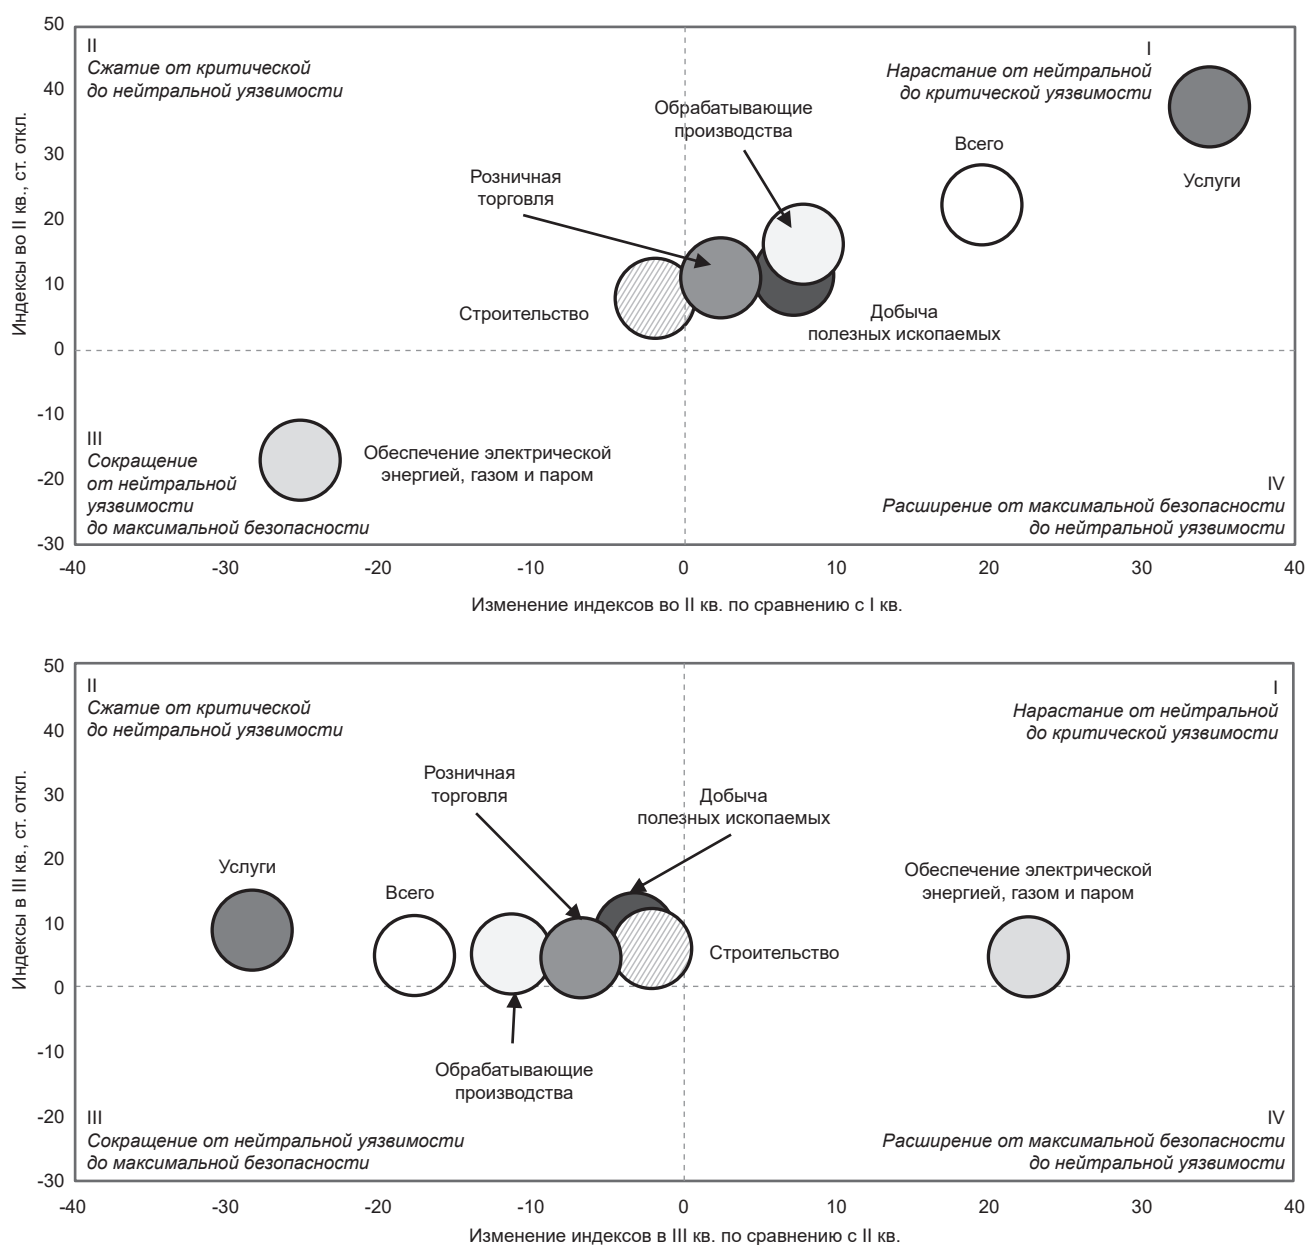 50
40
30
20
10
0
-10
-20
-30
Индексы во II кв., ст. откл.
II
Сжатие от критической
до нейтральной уязвимости
I
Нарастание от нейтральной
до критической уязвимости
Обрабатывающие
производства
Всего
Услуги
Розничная
торговля
Строительство
Добыча
полезных ископаемых
III
Сокращение
от нейтральной
уязвимости
до максимальной безопасности
Обеспечение электрической
энергией, газом и паром
IV
Расширение от максимальной безопасности
до нейтральной уязвимости
-40 -30 -20 -10 0 10 20 30 40
Изменение индексов во II кв. по сравнению с I кв.
50
40
30
20
10
0
-10
-20
-30
Индексы в III кв., ст. откл.
II
Сжатие от критической
до нейтральной уязвимости
I
Нарастание от нейтральной
до критической уязвимости
Розничная
торговля
Добыча
полезных ископаемых
Услуги
Всего
Обеспечение электрической
энергией, газом и паром
Строительство
Обрабатывающие
производства
III
Сокращение от нейтральной уязвимости
до максимальной безопасности
IV
Расширение от максимальной безопасности
до нейтральной уязвимости
-40 -30 -20 -10 0 10 20 30 40
Изменение индексов в III кв. по сравнению с II кв.